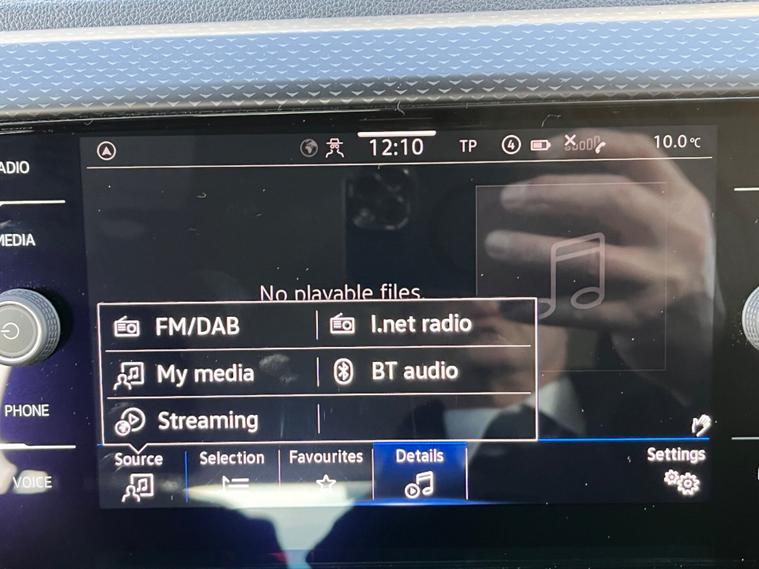 12:10 TP 4 10.0°C
ADIO
MEDIA
No playable files.
FM/DAB I.net radio
My media BT audio
Streaming
PHONE
Source Selection Favourites Details Settings
VOICE